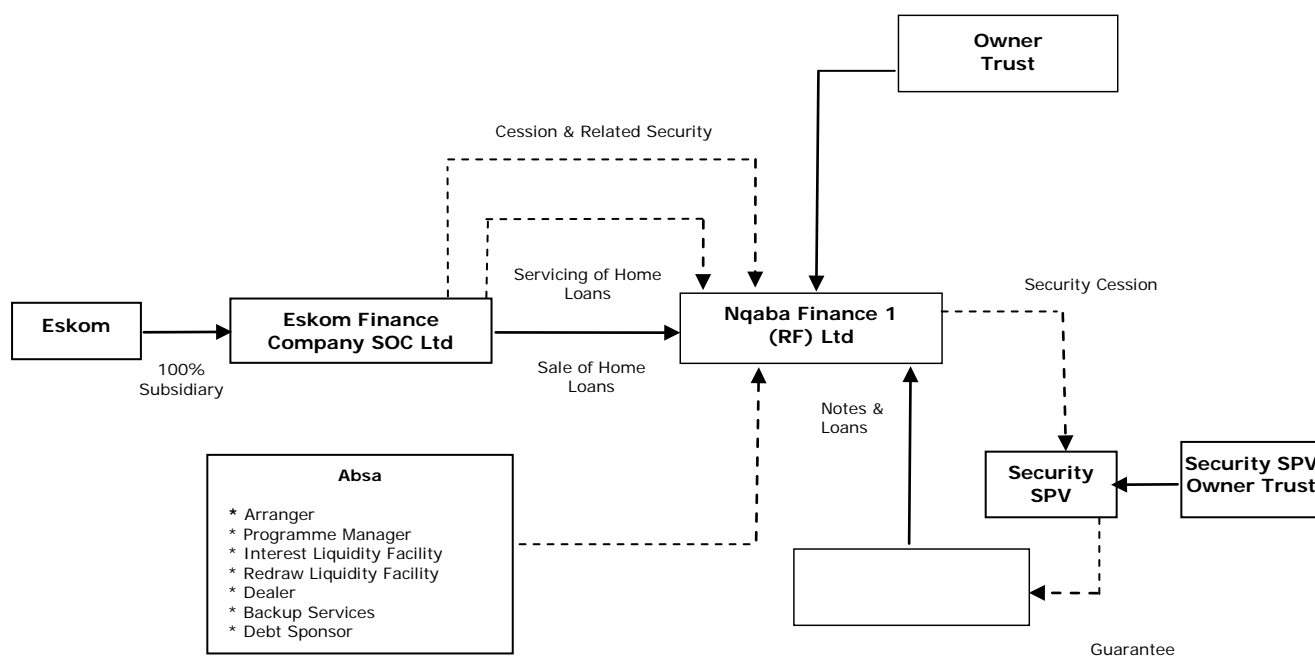 Owner
Trust
Cession & Related Security
Servicing of Home
Loans
Security Cession
Eskom
Eskom Finance
Company SOC Ltd
Nqaba Finance 1
(RF) Ltd
100%
Subsidiary
Sale of Home
Loans
Notes &
Loans
Absa
* Arranger
* Programme Manager
* Interest Liquidity Facility
* Redraw Liquidity Facility
* Dealer
* Backup Services
* Debt Sponsor
Security
SPV
Security SPV
Owner Trust
Guarantee